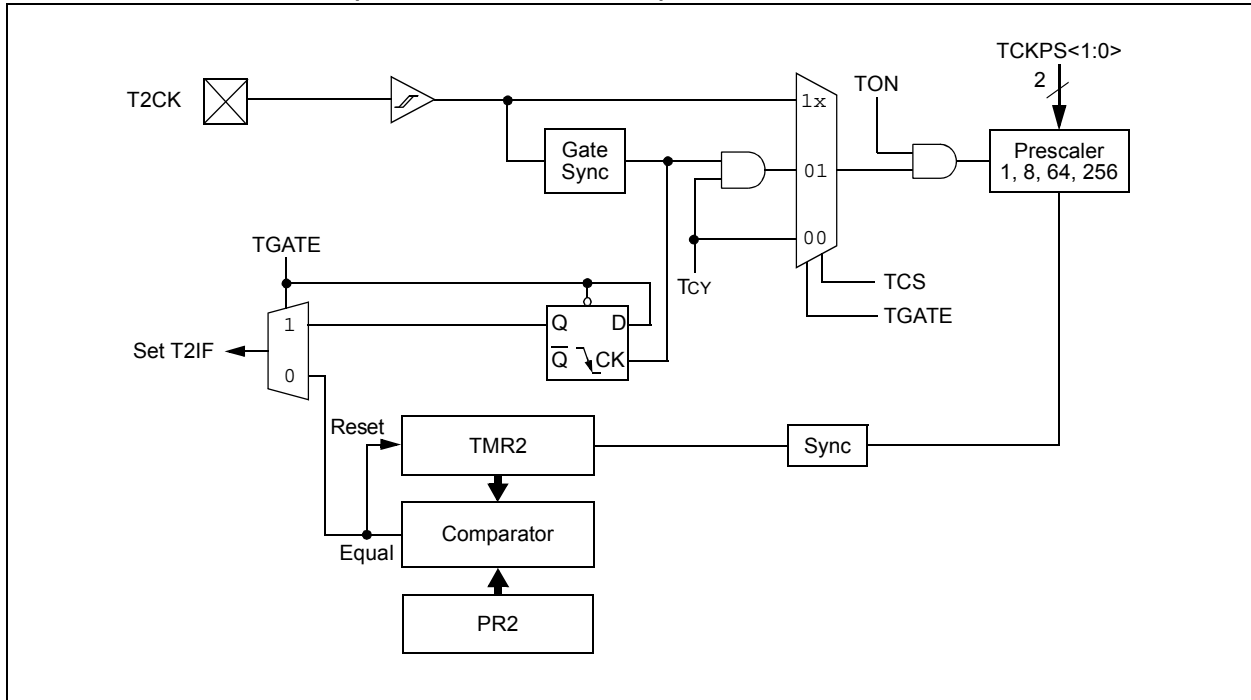 TCKPS<1:0>
2
T2CK
1x
TON
Gate
Sync
01
Prescaler
1, 8, 64, 256
00
TGATE
TCY
TCS
TGATE
1
Q
D
Set T2IF
Q
CK
0
Reset
TMR2
Sync
Comparator
Equal
PR2